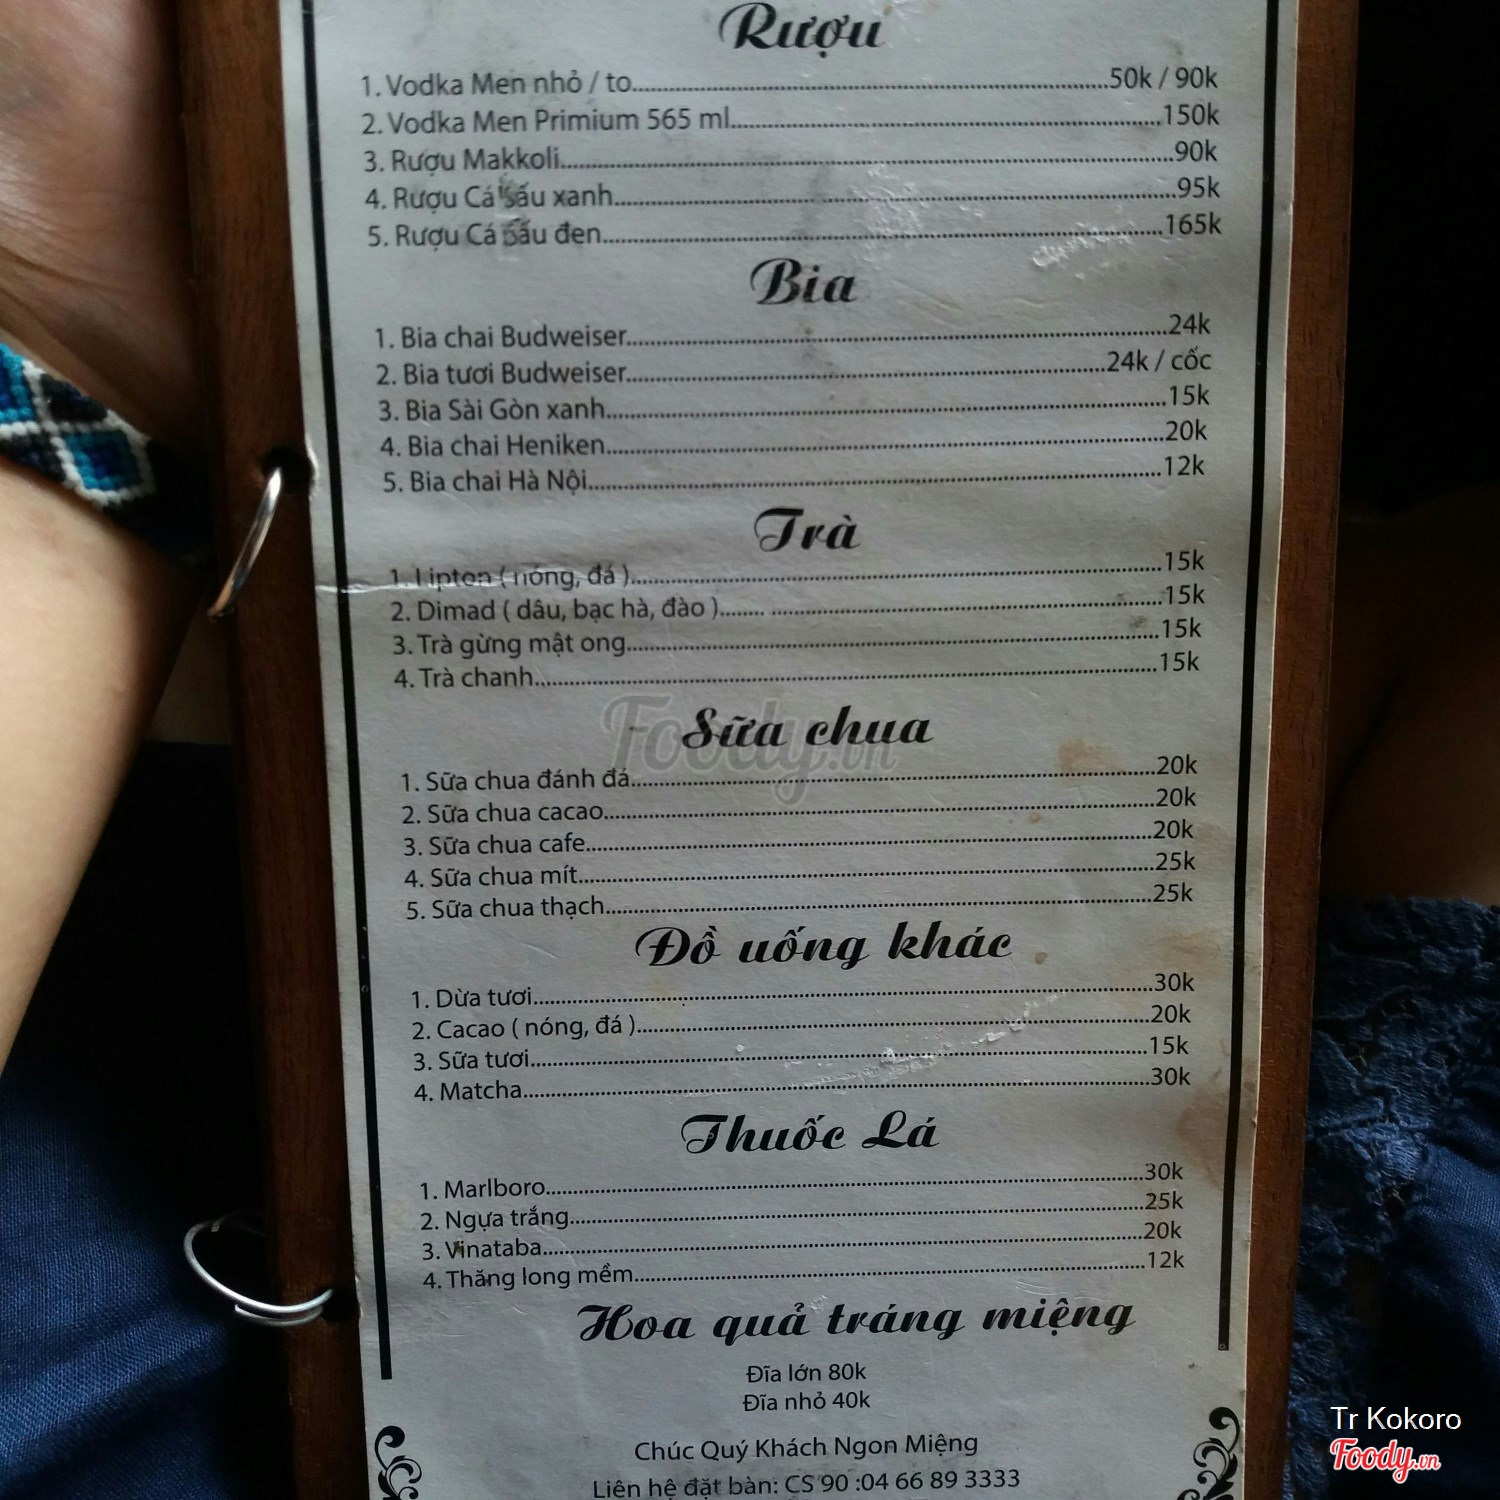 Rượu
1. Vodka Men nhỏ / to 50k / 90k
2. Vodka Men Primium 565 ml 150k
3. Rượu Makkoli 90k
4. Rượu Cá sấu xanh 95k
5. Rượu Cá sấu đen 165k
Bia
1. Bia chai Budweiser 24k
2. Bia tươi Budweiser 24k / cốc
3. Bia Sài Gòn xanh 15k
4. Bia chai Heniken 20k
5. Bia chai Hà Nội 12k
Trà
1. Lipton ( nóng, đá ) 15k
2. Dimad ( dâu, bạc hà, đào ) 15k
3. Trà gừng mật ong 15k
4. Trà chanh 15k
Foody.vn
Sữa chua
1. Sữa chua đánh đá 20k
2. Sữa chua cacao 20k
3. Sữa chua cafe 20k
4. Sữa chua mít 25k
5. Sữa chua thạch 25k
Đồ uống khác
1. Dừa tươi 30k
2. Cacao ( nóng, đá ) 20k
3. Sữa tươi 15k
4. Matcha 30k
Thuốc Lá
1. Marlboro 30k
2. Ngựa trắng 25k
3. Vinataba 20k
4. Thăng long mềm 12k
Hoa quả tráng miệng
Đĩa lớn 80k
Đĩa nhỏ 40k
Chúc Quý Khách Ngon Miệng
Liên hệ đặt bàn: CS 90 :04 66 89 3333
Tr Kokoro
Foody.vn